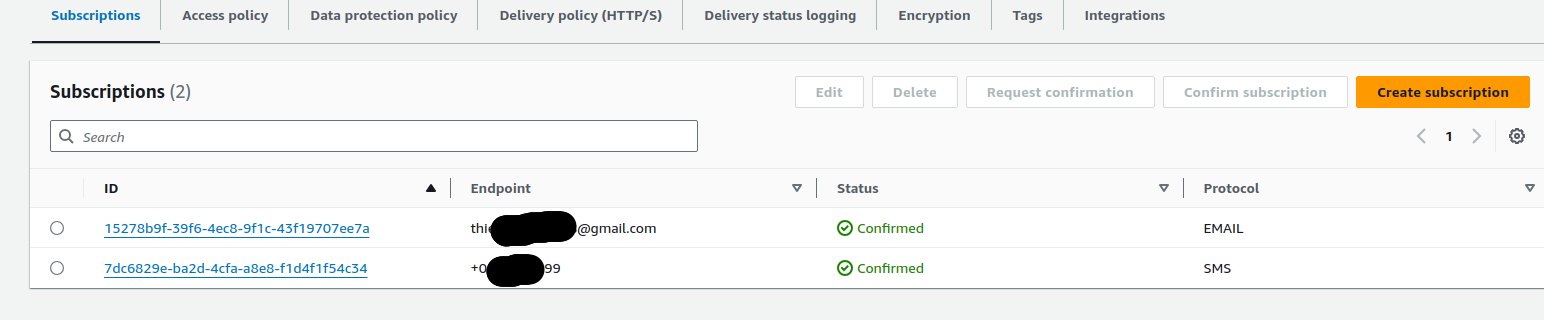 Subscriptions Access policy Data protection policy Delivery policy (HTTP/S) Delivery status logging Encryption Tags Integrations
Subscriptions (2) Edit Delete Request confirmation Confirm subscription Create subscription
Search 1
ID Endpoint Status Protocol
15278b9f-39f6-4ec8-9f1c-43f19707ee7a thi @gmail.com Confirmed EMAIL
7dc6829e-ba2d-4cfa-a8e8-f1d4f1f54c34 +0 99 Confirmed SMS